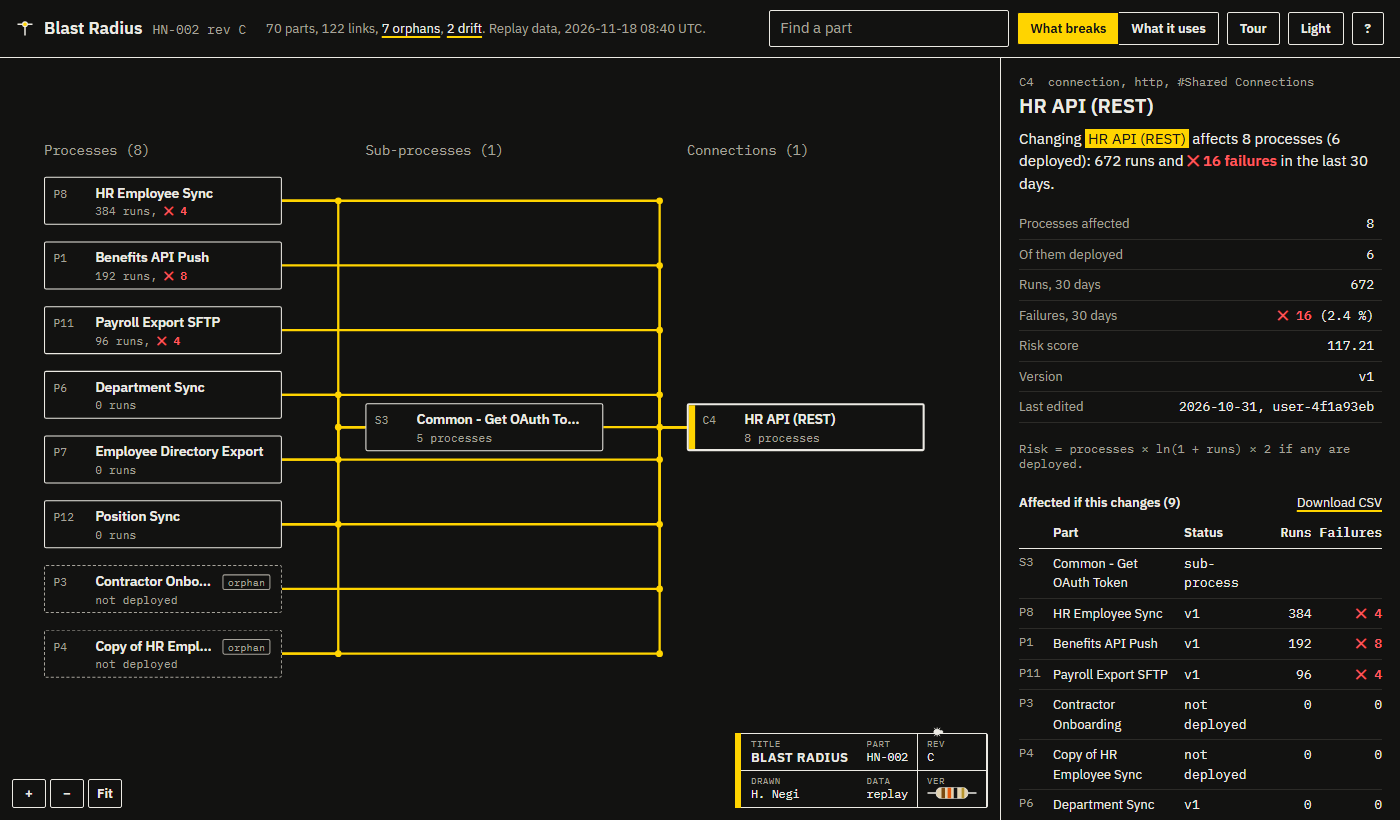 Blast Radius HN-002 rev C 70 parts, 122 links, 7 orphans, 2 drift. Replay data, 2026-11-18 08:40 UTC. Find a part What breaks What it uses Tour Light ?
Processes (8) Sub-processes (1) Connections (1)
P8 HR Employee Sync
384 runs, ✕ 4
P1 Benefits API Push
192 runs, ✕ 8
P11 Payroll Export SFTP
96 runs, ✕ 4
P6 Department Sync
0 runs
S3 Common - Get OAuth To...
5 processes
C4 HR API (REST)
8 processes
P7 Employee Directory Export
0 runs
P12 Position Sync
0 runs
P3 Contractor Onbo... orphan
not deployed
P4 Copy of HR Empl... orphan
not deployed
+ − Fit
TITLE PART REV
BLAST RADIUS HN-002 C
DRAWN DATA VER
H. Negi replay
C4 connection, http, #Shared Connections
HR API (REST)
Changing HR API (REST) affects 8 processes (6
deployed): 672 runs and ✕ 16 failures in the last 30
days.
Processes affected 8
Of them deployed 6
Runs, 30 days 672
Failures, 30 days ✕ 16 (2.4 %)
Risk score 117.21
Version v1
Last edited 2026-10-31, user-4f1a93eb
Risk = processes × ln(1 + runs) × 2 if any are
deployed.
Affected if this changes (9) Download CSV
Part Status Runs Failures
S3 Common - Get sub-
OAuth Token process
P8 HR Employee Sync v1 384 ✕ 4
P1 Benefits API Push v1 192 ✕ 8
P11 Payroll Export SFTP v1 96 ✕ 4
P3 Contractor not 0 0
Onboarding deployed
P4 Copy of HR not 0 0
Employee Sync deployed
P6 Department Sync v1 0 0